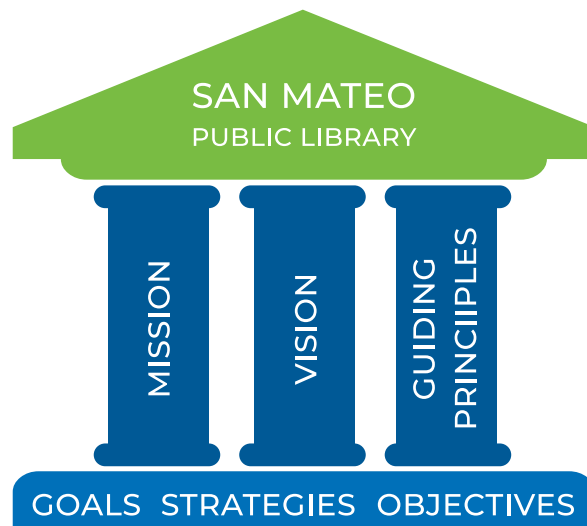 SAN MATEO
PUBLIC LIBRARY
MISSION
VISION
GUIDING
PRINCIIPLES
GOALS STRATEGIES OBJECTIVES